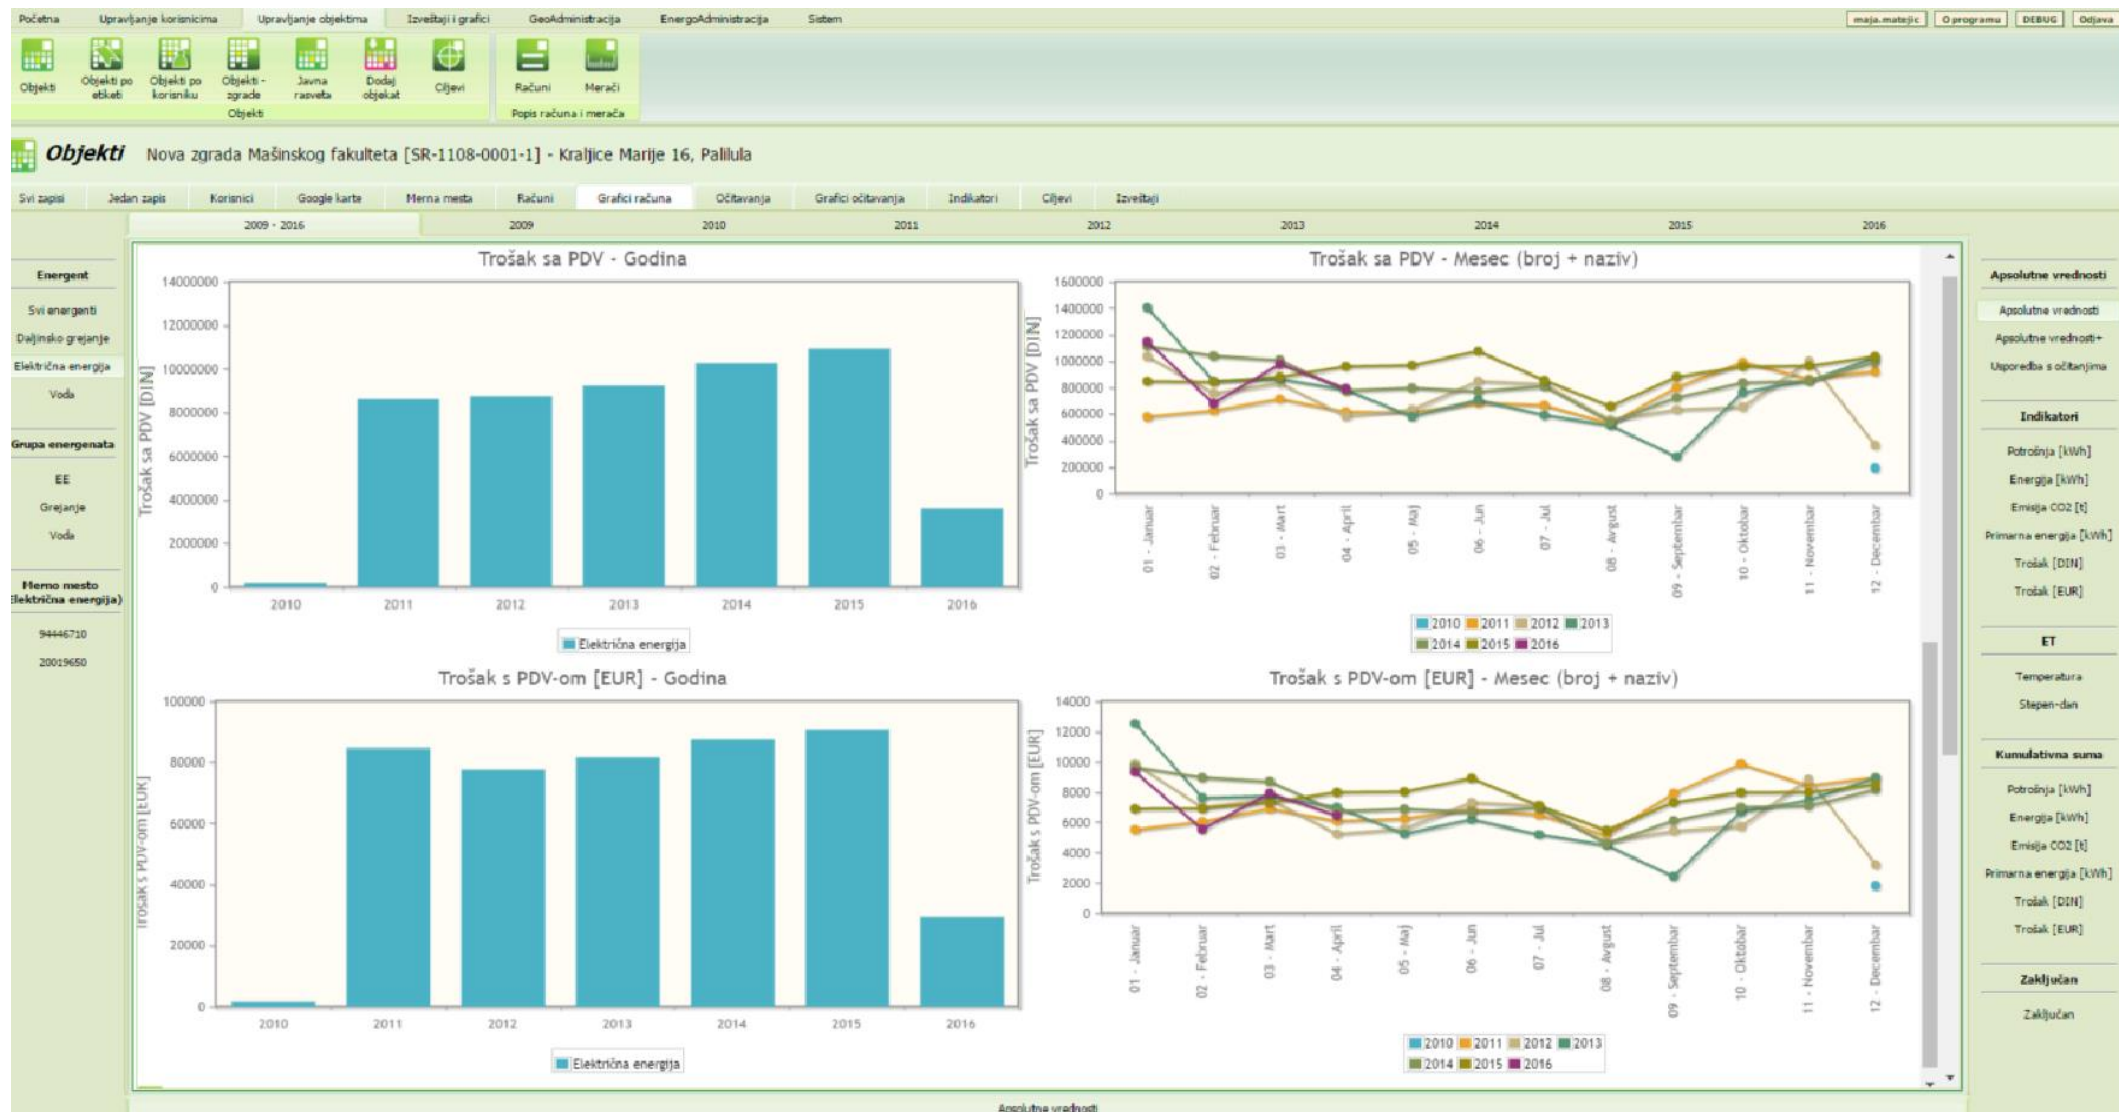 Početna Upravljanje korisnicima Upravljanje objektima Izveštaji i grafici GeoAdministracija EnergoAdministracija Sistem maja.matejic O programu DEBUG Odjava
Objekti Objekti po etiketi Objekti po korisniku Objekti - zgrade Javna rasveta Dodaj objekat Ciljevi Računi Merači
Objekti Popis računa i merača
Objekti Nova zgrada Mašinskog fakulteta [SR-1108-0001-1] - Kraljice Marije 16, Palilula
Svi zapisi Jedan zapis Korisnici Google karte Merna mesta Računi Grafici računa Očitavanja Grafici očitavanja Indikatori Ciljevi Izveštaji
2009 - 2016 2009 2010 2011 2012 2013 2014 2015 2016
Energent
Svi energenti
Daljinsko grejanje
Električna energija
Voda
Grupa energenata
EE
Grejanje
Voda
Merno mesto
Električna energija)
94446710
20019650
Trošak sa PDV - Godina
Trošak sa PDV [DIN]
14000000
12000000
10000000
8000000
6000000
4000000
2000000
0
2010 2011 2012 2013 2014 2015 2016
Električna energija
Trošak sa PDV - Mesec (broj + naziv)
Trošak sa PDV [DIN]
1600000
1400000
1200000
1000000
800000
600000
400000
200000
0
01 - Januar
02 - Februar
03 - Mart
04 - April
05 - Maj
06 - Jun
07 - Jul
08 - Avgust
09 - Septembar
10 - Oktobar
11 - Novembar
12 - Decembar
2010 2011 2012 2013
2014 2015 2016
Trošak s PDV-om [EUR] - Godina
Trošak s PDV-om [EUR]
100000
80000
60000
40000
20000
0
2010 2011 2012 2013 2014 2015 2016
Električna energija
Trošak s PDV-om [EUR] - Mesec (broj + naziv)
Trošak s PDV-om [EUR]
14000
12000
10000
8000
6000
4000
2000
0
01 - Januar
02 - Februar
03 - Mart
04 - April
05 - Maj
06 - Jun
07 - Jul
08 - Avgust
09 - Septembar
10 - Oktobar
11 - Novembar
12 - Decembar
2010 2011 2012 2013
2014 2015 2016
Apsolutne vrednosti
Apsolutne vrednosti
Apsolutne vrednosti+
Usporedba s očitanjima
Indikatori
Potrošnja [kWh]
Energija [kWh]
Emisija CO2 [t]
Primarna energija [kWh]
Trošak [DIN]
Trošak [EUR]
ET
Temperatura
Stepen-dan
Kumulativna suma
Potrošnja [kWh]
Energija [kWh]
Emisija CO2 [t]
Primarna energija [kWh]
Trošak [DIN]
Trošak [EUR]
Zaključan
Zaključan
Apsolutne vrednosti